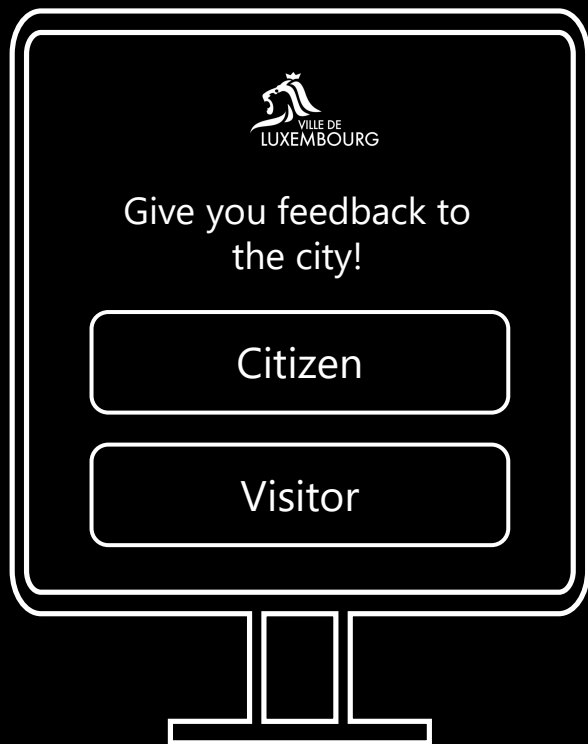 VILLE DE
LUXEMBOURG
Give you feedback to
the city!
Citizen
Visitor